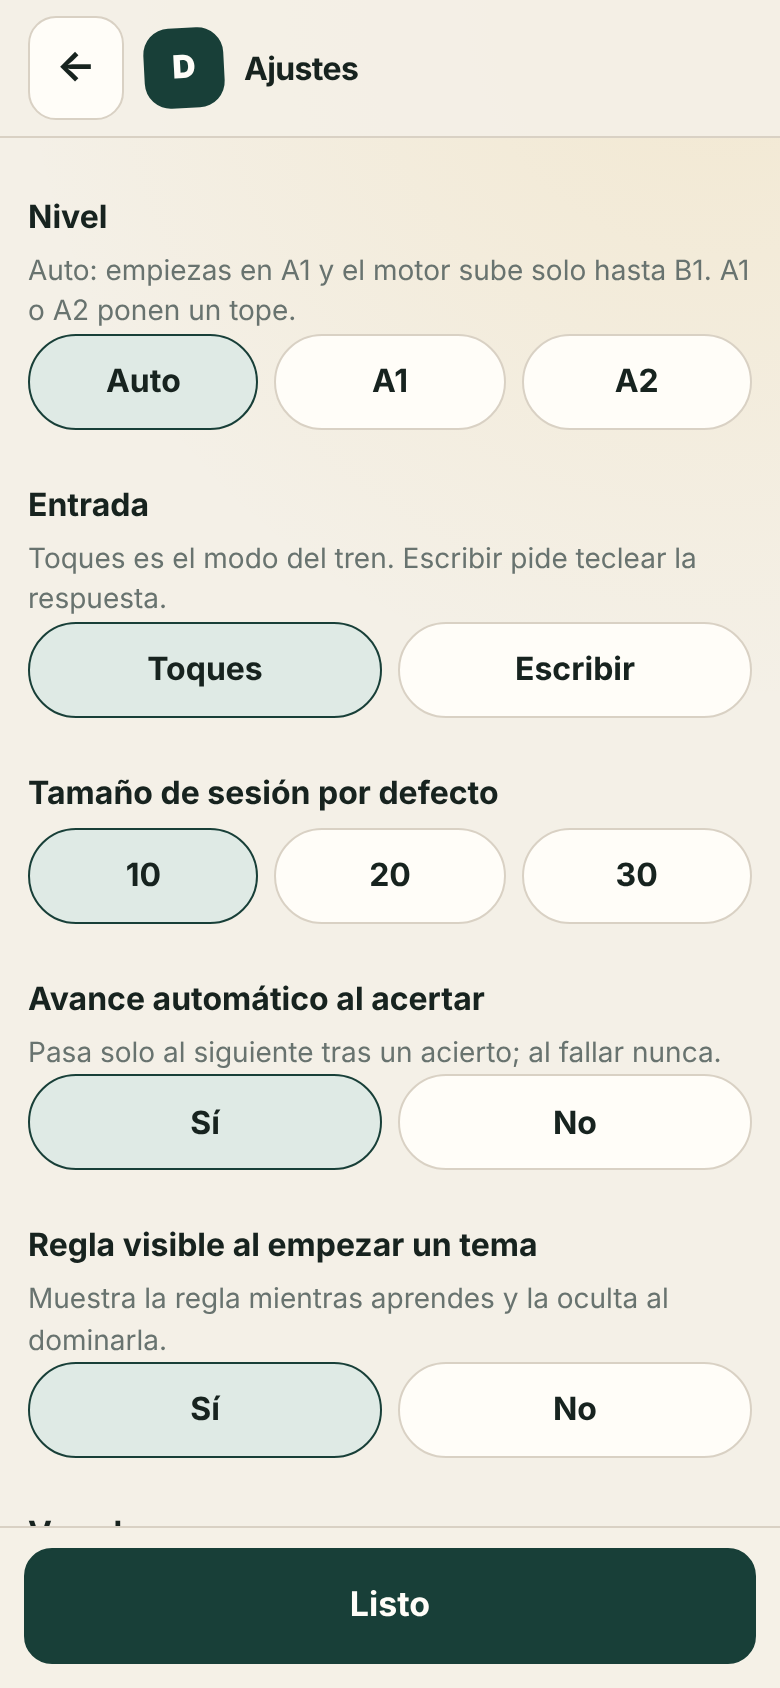 D
Ajustes
Nivel
Auto: empiezas en A1 y el motor sube solo hasta B1. A1
o A2 ponen un tope.
Auto
A1
A2
Entrada
Toques es el modo del tren. Escribir pide teclear la
respuesta.
Toques
Escribir
Tamaño de sesión por defecto
10
20
30
Avance automático al acertar
Pasa solo al siguiente tras un acierto; al fallar nunca.
Sí
No
Regla visible al empezar un tema
Muestra la regla mientras aprendes y la oculta al
dominarla.
Sí
No
Listo